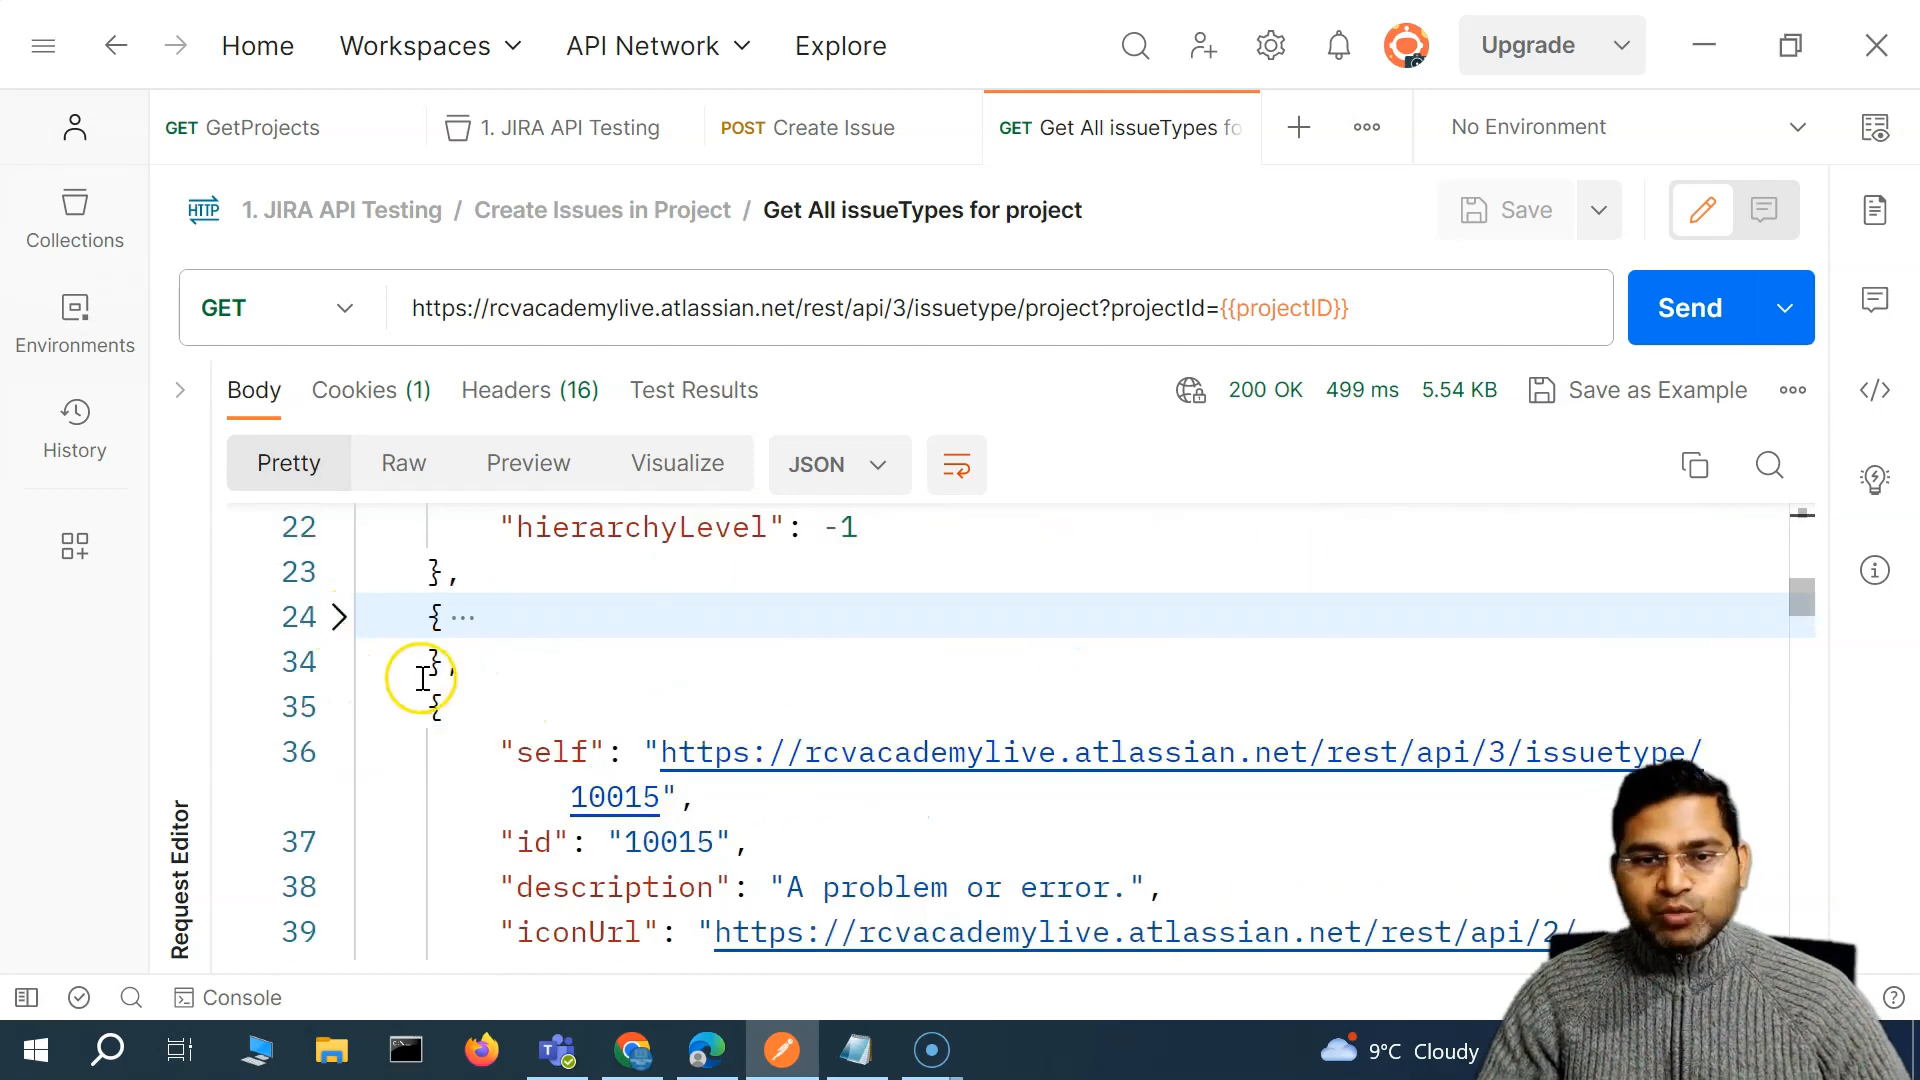 Home Workspaces API Network Explore Upgrade
GET GetProjects 1. JIRA API Testing POST Create Issue GET Get All issueTypes fo No Environment
HTTP 1. JIRA API Testing / Create Issues in Project / Get All issueTypes for project Save
Collections
GET https://rcvacademylive.atlassian.net/rest/api/3/issuetype/project?projectId={{projectID}} Send
Environments
Body Cookies (1) Headers (16) Test Results 200 OK 499 ms 5.54 KB Save as Example
History
Pretty Raw Preview Visualize JSON
22 "hierarchyLevel": -1
23 },
24 { ...
34 },
35 {
36 "self": "https://rcvacademylive.atlassian.net/rest/api/3/issuetype/
10015",
37 "id": "10015",
38 "description": "A problem or error.",
39 "iconUrl": "https://rcvacademylive.atlassian.net/rest/api/2/
Request Editor
Console
9°C Cloudy